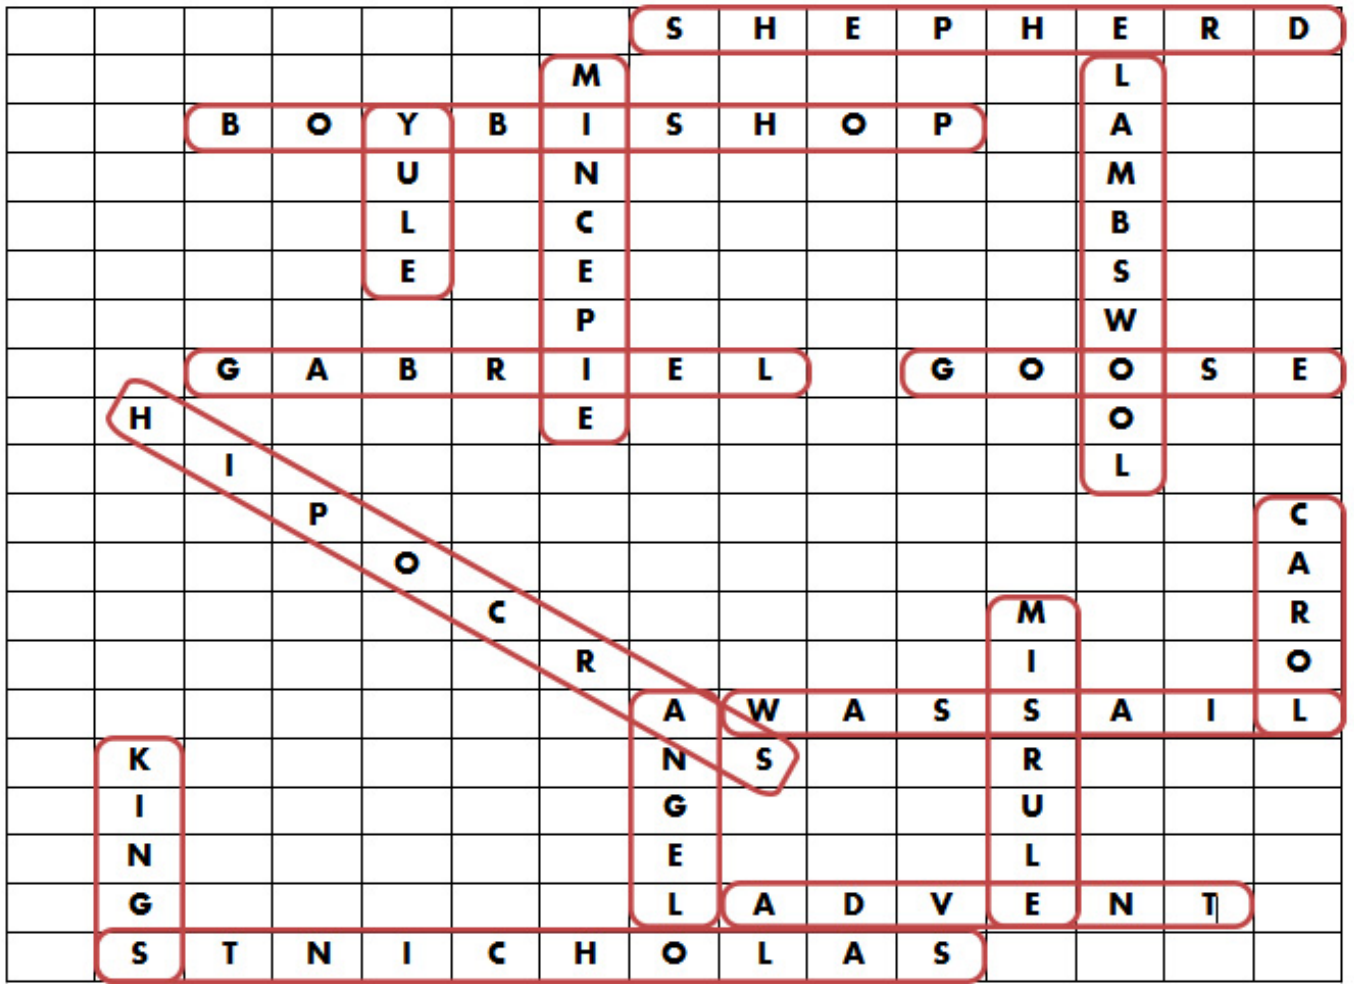 S H E P H E R D
M L
B O Y B I S H O P A
U N M
L C B
E E S
P W
G A B R I E L G O O S E
H E O
I L
P C
O A
C M R
R I O
A W A S S A I L
K N S R
I G U
N E L
G L A D V E N T
S T N I C H O L A S